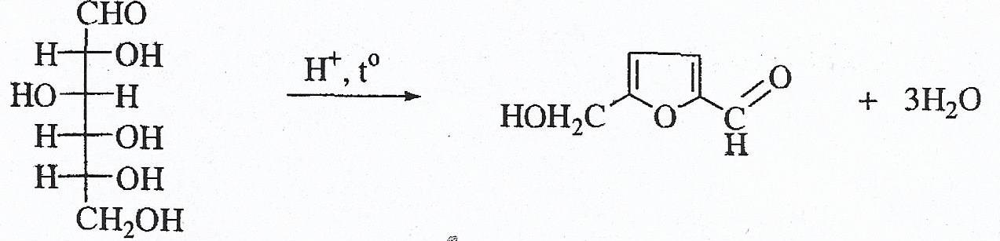 CHO
H OH
HO H
H OH
H OH
CH₂OH
H⁺, t°
HOH₂C O C O
H
+ 3H₂O